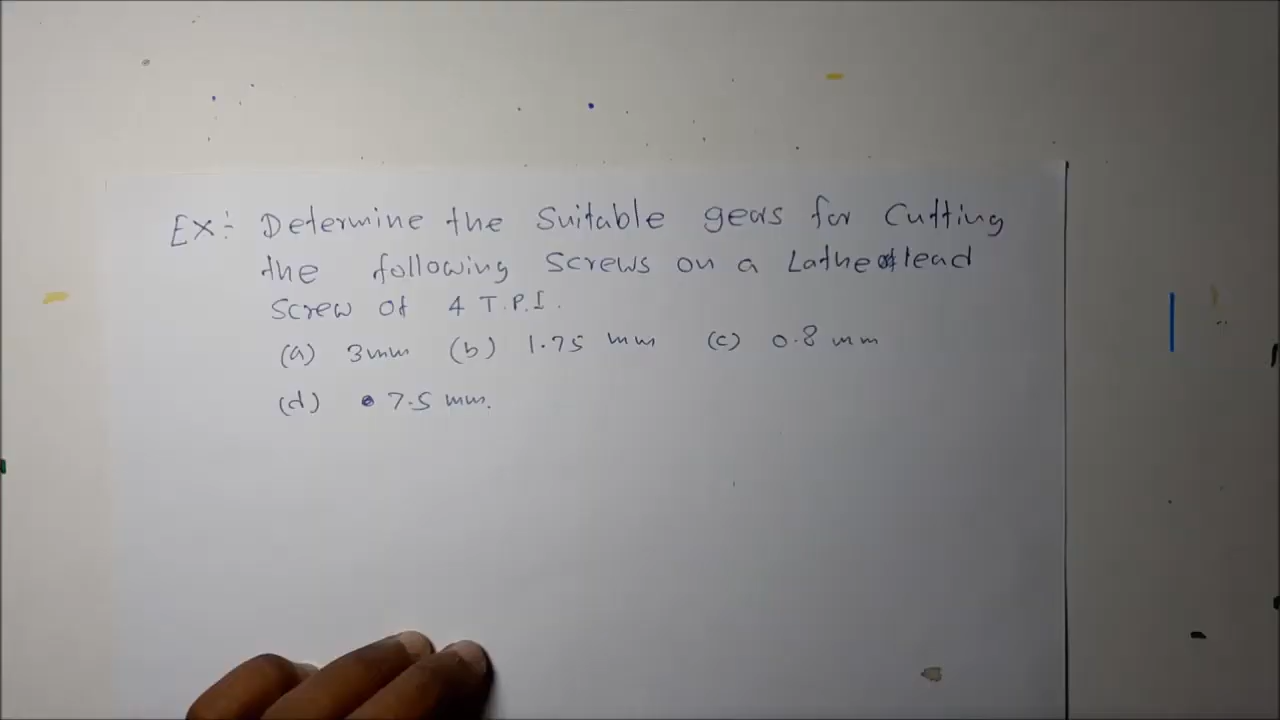 Ex:- Determine the Suitable gears for Cutting
the following Screws on a Lathe of lead
Screw of 4 T.P.I.
(a) 3mm (b) 1.75 mm (c) 0.8 mm
(d) 7.5 mm.